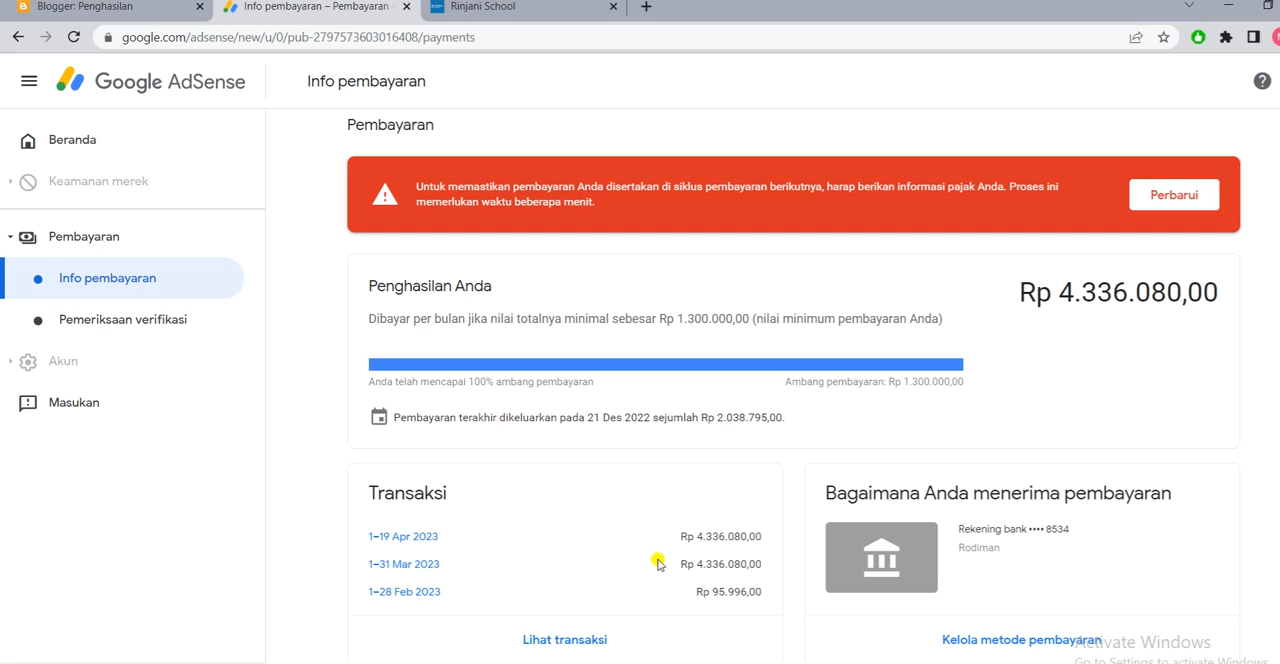 Blogger: Penghasilan
Info pembayaran – Pembayaran
Rinjani School
google.com/adsense/new/u/0/pub-2797573603016408/payments
Google AdSense
Info pembayaran
Beranda
Keamanan merek
Pembayaran
Info pembayaran
Pemeriksaan verifikasi
Akun
Masukan
Pembayaran
Untuk memastikan pembayaran Anda disertakan di siklus pembayaran berikutnya, harap berikan informasi pajak Anda. Proses ini
memerlukan waktu beberapa menit.
Perbarui
Penghasilan Anda
Rp 4.336.080,00
Dibayar per bulan jika nilai totalnya minimal sebesar Rp 1.300.000,00 (nilai minimum pembayaran Anda)
Anda telah mencapai 100% ambang pembayaran
Ambang pembayaran: Rp 1.300.000,00
Pembayaran terakhir dikeluarkan pada 21 Des 2022 sejumlah Rp 2.038.795,00.
Transaksi
1–19 Apr 2023 Rp 4.336.080,00
1–31 Mar 2023 Rp 4.336.080,00
1–28 Feb 2023 Rp 95.996,00
Lihat transaksi
Bagaimana Anda menerima pembayaran
Rekening bank •••• 8534
Rodiman
Kelola metode pembayaran
Activate Windows
Go to Settings to activate Windows.